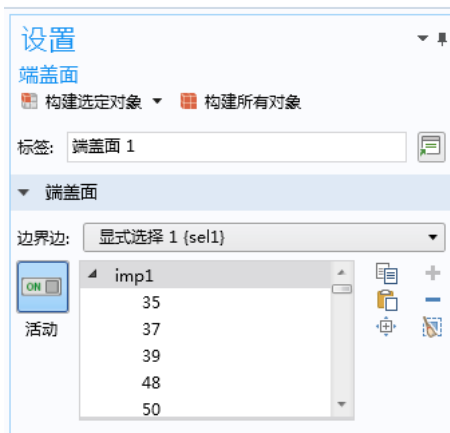 设置
端盖面
构建选定对象 构建所有对象
标签: 端盖面 1
端盖面
边界边: 显式选择 1 {sel1}
ON
活动
imp1
35
37
39
48
50